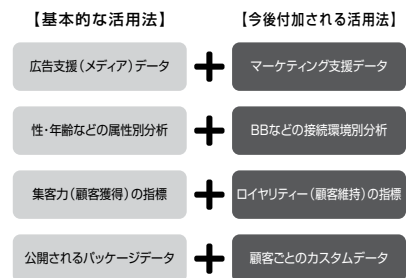 【基本的な活用法】 【今後付加される活用法】
広告支援(メディア)データ + マーケティング支援データ
性・年齢などの属性別分析 + BBなどの接続環境別分析
集客力(顧客獲得)の指標 + ロイヤリティー(顧客維持)の指標
公開されるパッケージデータ + 顧客ごとのカスタムデータ